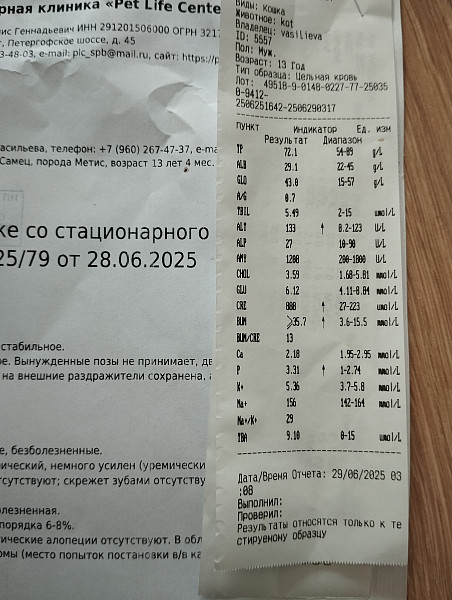 рная клиника «Pet Life Cente
ис Геннадьевич ИНН 291201506000 ОГРН 3217
г, Петергофское шоссе, д. 45
3-48-03, e-mail: plc_spb@mail.ru, сайт: https://p
асильева, телефон: +7 (960) 267-47-37, e-ma
Самец, порода Метис, возраст 13 лет 4 мес.
ке со стационарного
25/79 от 28.06.2025
стабильное.
ое. Вынужденные позы не принимает, дв
на внешние раздражители сохранена,
е, безболезненные.
ический, немного усилен (уремически
сутствуют; скрежет зубами отсутству
олезненная.
порядка 6-8%.
ические алопеции отсутствуют. В обл
омы (место попыток постановки в/в ка
Виды: Кошка
Животное: kot
Владелец: vasilieva
ID: 5557
Пол: Муж.
Возраст: 13 Год
Тип образца: Цельная кровь
Лот: 49518-9-0140-0227-77-25035
0-9412-
2506251642-2506290317
Пункт Индикатор Ед. изм
Результат Диапазон
TP 72.1 54-89 g/L
ALB 29.1 22-45 g/L
GLO 43.0 15-57 g/L
A/G 0.7
TBIL 5.49 2-15 umol/L
ALT 133 ↑ 8.2-123 U/L
ALP 27 10-90 U/L
AMY 1208 200-1800 U/L
CHOL 3.59 1.68-5.81 mmol/L
GLU 6.12 4.11-8.84 mmol/L
CRE 888 ↑ 27-223 umol/L
BUN >35.7 ↑ 3.6-15.5 mmol/L
BUN/CRE 13
Ca 2.18 1.95-2.95 mmol/L
P 3.31 ↑ 1-2.74 mmol/L
K+ 5.36 3.7-5.8 mmol/L
Na+ 156 142-164 mmol/L
Na+/K+ 29
TBA 9.10 0-15 umol/L
Дата/Время Отчета: 29/06/2025 03
:08
Выполнил:
Проверил:
Результаты относятся только к те
стируемому образцу